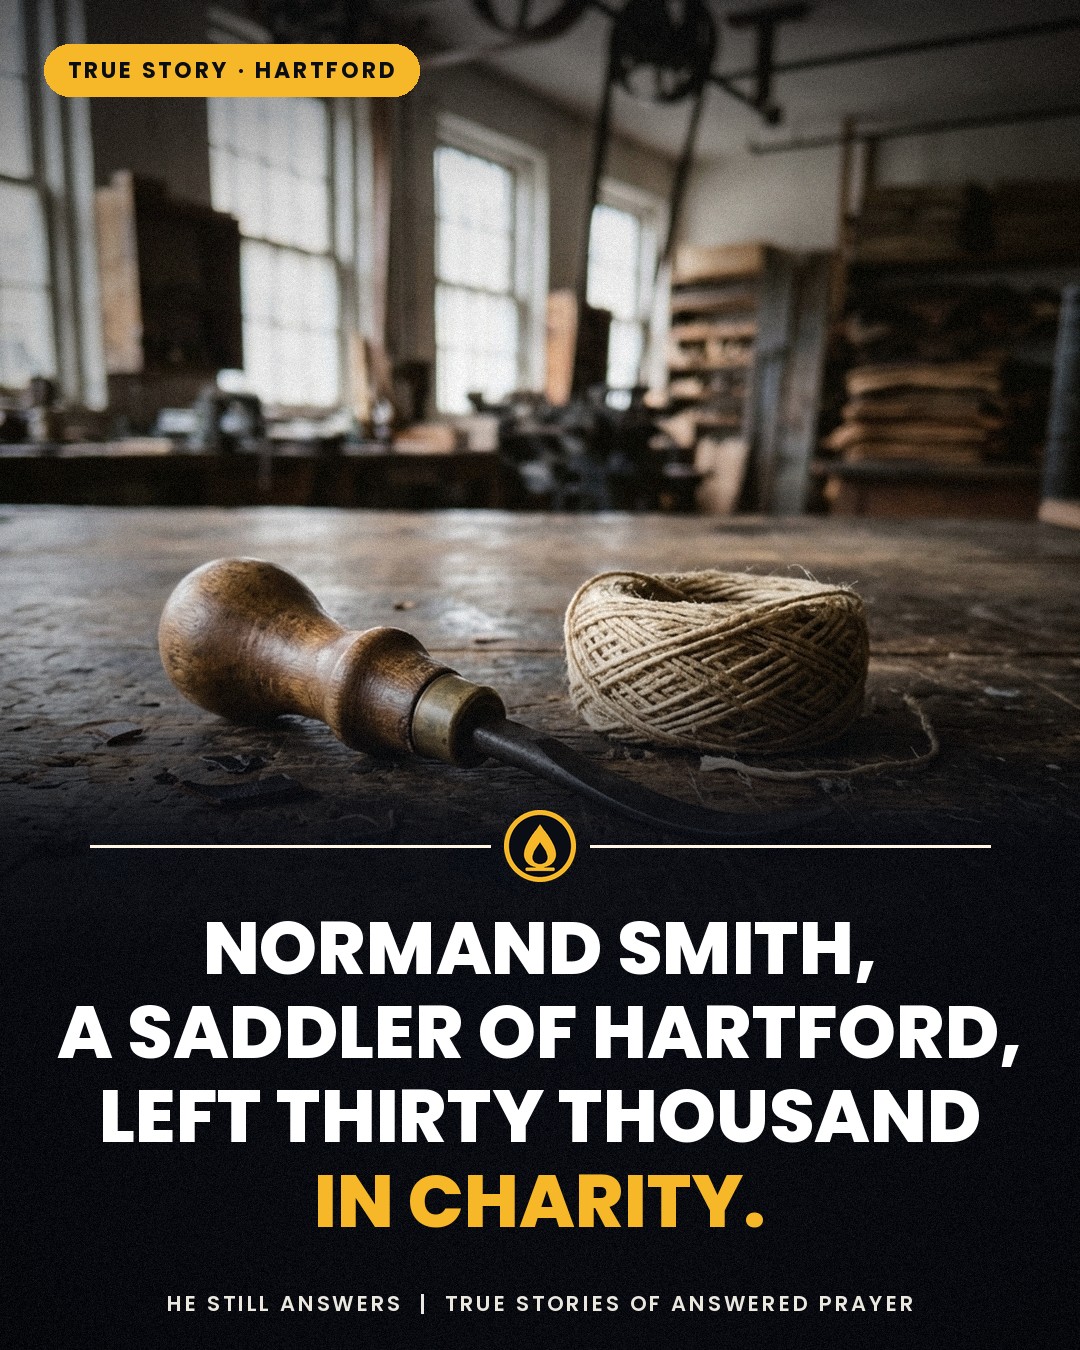 TRUE STORY · HARTFORD
NORMAND SMITH,
A SADDLER OF HARTFORD,
LEFT THIRTY THOUSAND
IN CHARITY.
HE STILL ANSWERS | TRUE STORIES OF ANSWERED PRAYER